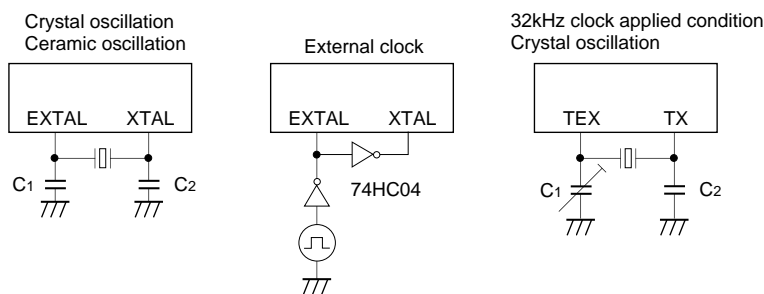 Crystal oscillation
Ceramic oscillation
EXTAL XTAL
C1
C2
External clock
EXTAL XTAL
74HC04
32kHz clock applied condition
Crystal oscillation
TEX TX
C1
C2